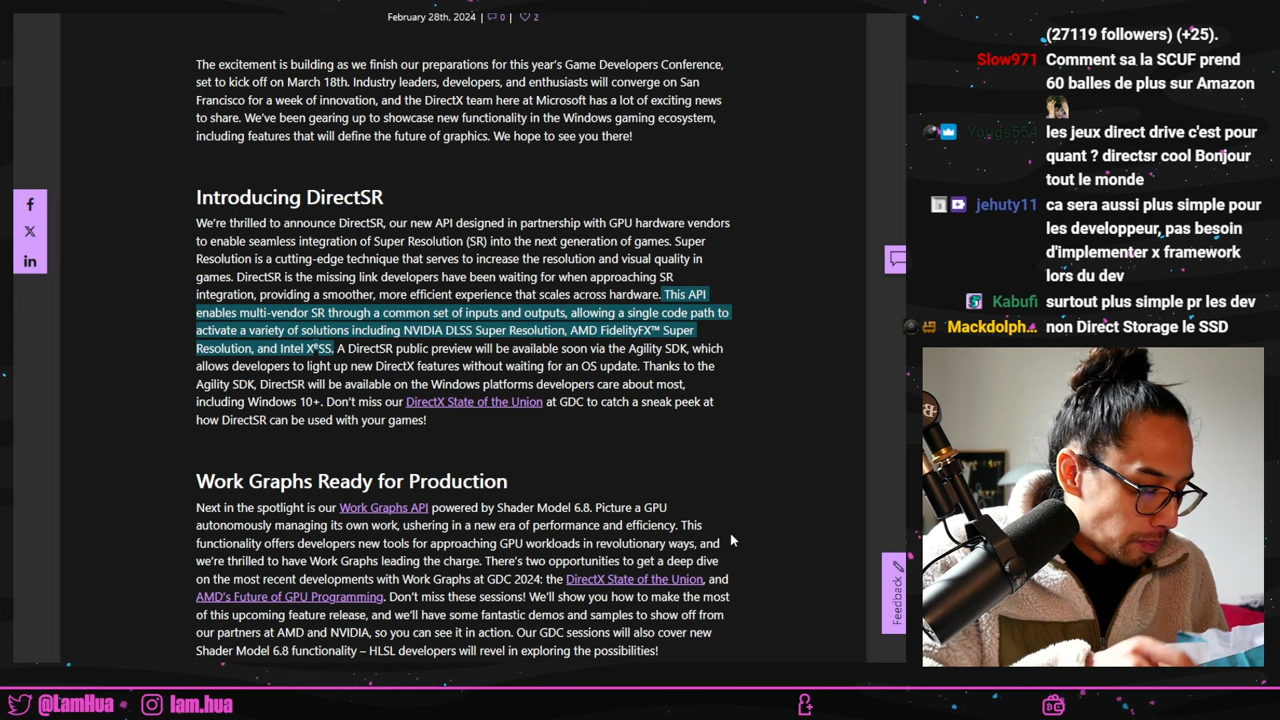 February 28th, 2024 | 0 | 2
The excitement is building as we finish our preparations for this year's Game Developers Conference,
set to kick off on March 18th. Industry leaders, developers, and enthusiasts will converge on San
Francisco for a week of innovation, and the DirectX team here at Microsoft has a lot of exciting news
to share. We've been gearing up to showcase new functionality in the Windows gaming ecosystem,
including features that will define the future of graphics. We hope to see you there!
Introducing DirectSR
We're thrilled to announce DirectSR, our new API designed in partnership with GPU hardware vendors
to enable seamless integration of Super Resolution (SR) into the next generation of games. Super
Resolution is a cutting-edge technique that serves to increase the resolution and visual quality in
games. DirectSR is the missing link developers have been waiting for when approaching SR
integration, providing a smoother, more efficient experience that scales across hardware. This API
enables multi-vendor SR through a common set of inputs and outputs, allowing a single code path to
activate a variety of solutions including NVIDIA DLSS Super Resolution, AMD FidelityFX™ Super
Resolution, and Intel XᵉSS. A DirectSR public preview will be available soon via the Agility SDK, which
allows developers to light up new DirectX features without waiting for an OS update. Thanks to the
Agility SDK, DirectSR will be available on the Windows platforms developers care about most,
including Windows 10+. Don't miss our DirectX State of the Union at GDC to catch a sneak peek at
how DirectSR can be used with your games!
Work Graphs Ready for Production
Next in the spotlight is our Work Graphs API powered by Shader Model 6.8. Picture a GPU
autonomously managing its own work, ushering in a new era of performance and efficiency. This
functionality offers developers new tools for approaching GPU workloads in revolutionary ways, and
we're thrilled to have Work Graphs leading the charge. There's two opportunities to get a deep dive
on the most recent developments with Work Graphs at GDC 2024: the DirectX State of the Union, and
AMD's Future of GPU Programming. Don't miss these sessions! We'll show you how to make the most
of this upcoming feature release, and we'll have some fantastic demos and samples to show off from
our partners at AMD and NVIDIA, so you can see it in action. Our GDC sessions will also cover new
Shader Model 6.8 functionality – HLSL developers will revel in exploring the possibilities!
Feedback
(27119 followers) (+25).
Slow971 Comment sa la SCUF prend
60 balles de plus sur Amazon
Yougs554 les jeux direct drive c'est pour
quant ? directsr cool Bonjour
tout le monde
jehuty11 ca sera aussi plus simple pour
les developpeur, pas besoin
d'implementer x framework
lors du dev
Kabufi surtout plus simple pr les dev
Mackdolph... non Direct Storage le SSD
@LamHua lam.hua